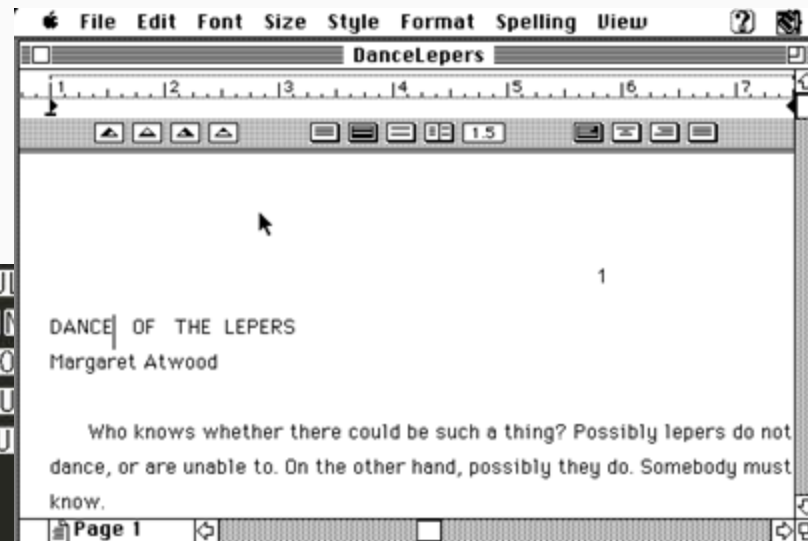 File Edit Font Size Style Format Spelling View
DanceLepers
1 2 3 4 5 6 7
1.5
1
DANCE OF THE LEPERS
Margaret Atwood
Who knows whether there could be such a thing? Possibly lepers do not
dance, or are unable to. On the other hand, possibly they do. Somebody must
know.
Page 1